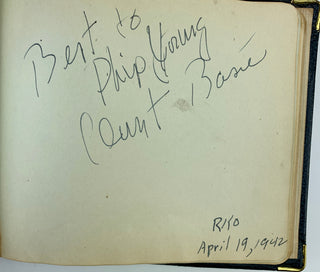 Best to
Phip Young
Count Basie
RKO
April 19, 1942